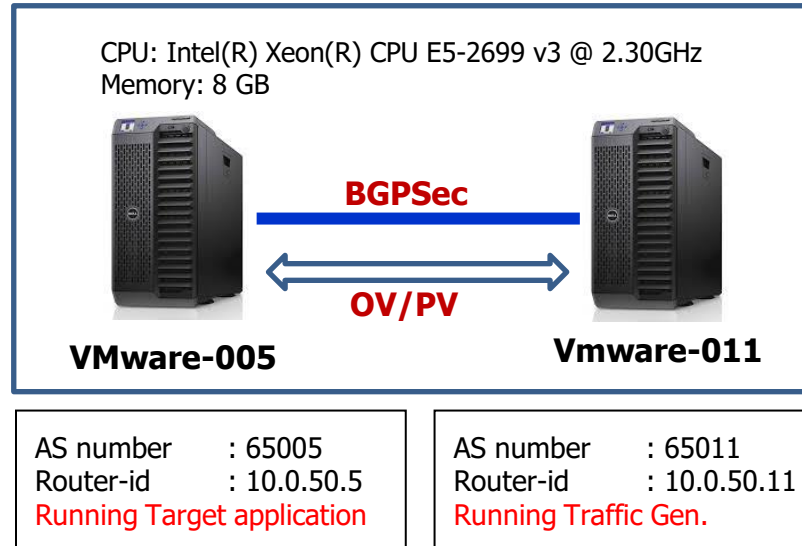 CPU: Intel(R) Xeon(R) CPU E5-2699 v3 @ 2.30GHz
Memory: 8 GB
BGPSec
OV/PV
VMware-005
Vmware-011
AS number : 65005
Router-id : 10.0.50.5
Running Target application
AS number : 65011
Router-id : 10.0.50.11
Running Traffic Gen.